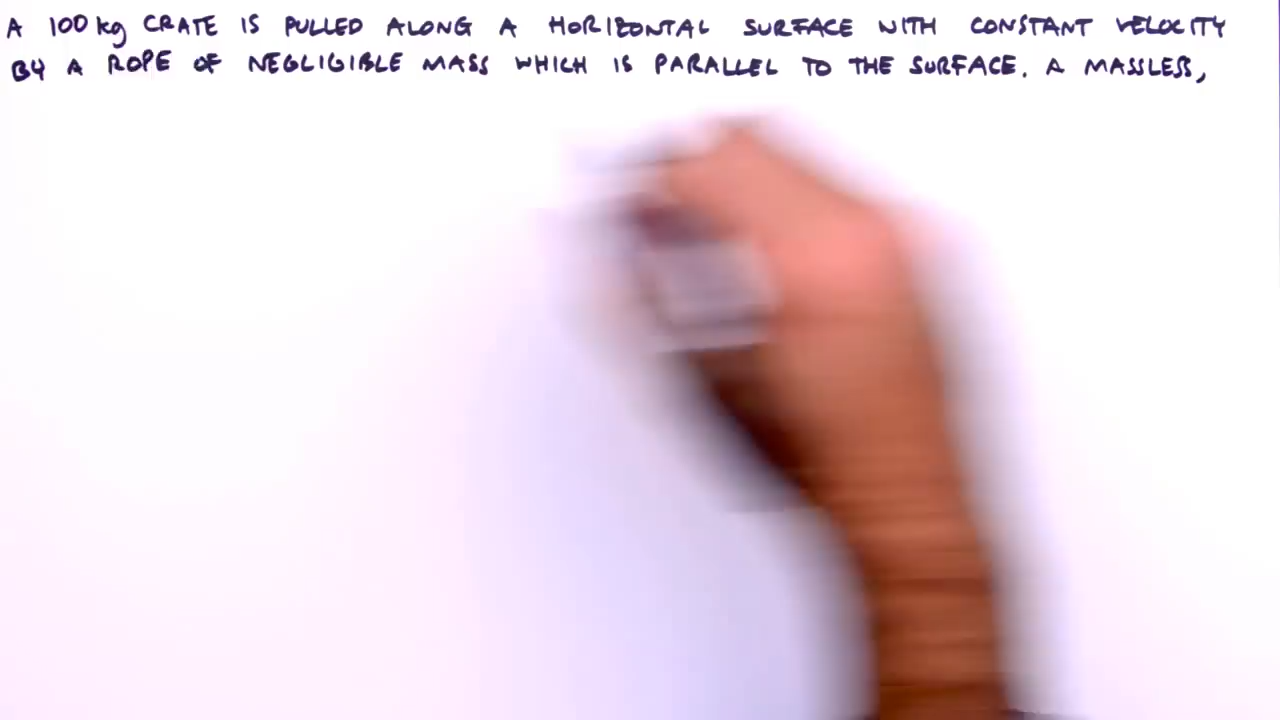 A 100 kg CRATE IS PULLED ALONG A HORIZONTAL SURFACE WITH CONSTANT VELOCITY
BY A ROPE OF NEGLIGIBLE MASS WHICH IS PARALLEL TO THE SURFACE. A MASSLESS,